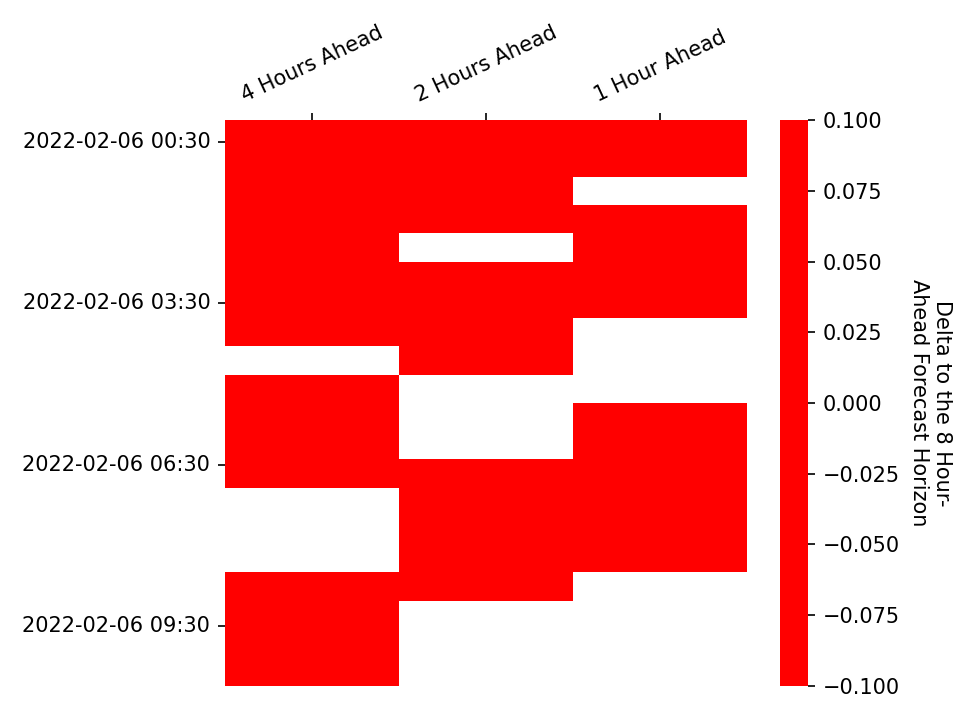 4 Hours Ahead
2 Hours Ahead
1 Hour Ahead
2022-02-06 00:30
2022-02-06 03:30
2022-02-06 06:30
2022-02-06 09:30
0.100
0.075
0.050
0.025
0.000
−0.025
−0.050
−0.075
−0.100
Delta to the 8 Hour-
Ahead Forecast Horizon